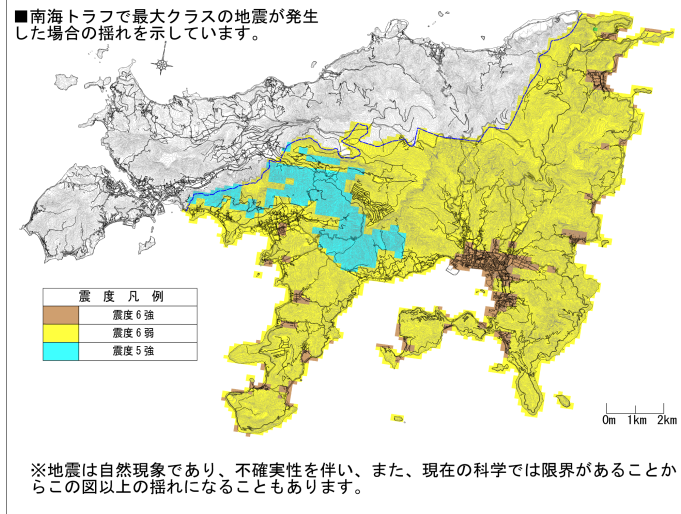 ■南海トラフで最大クラスの地震が発生
した場合の揺れを示しています。
震 度 凡 例
震度６強
震度６弱
震度５強
0m 1km 2km
※地震は自然現象であり、不確実性を伴い、また、現在の科学では限界があることか
らこの図以上の揺れになることもあります。